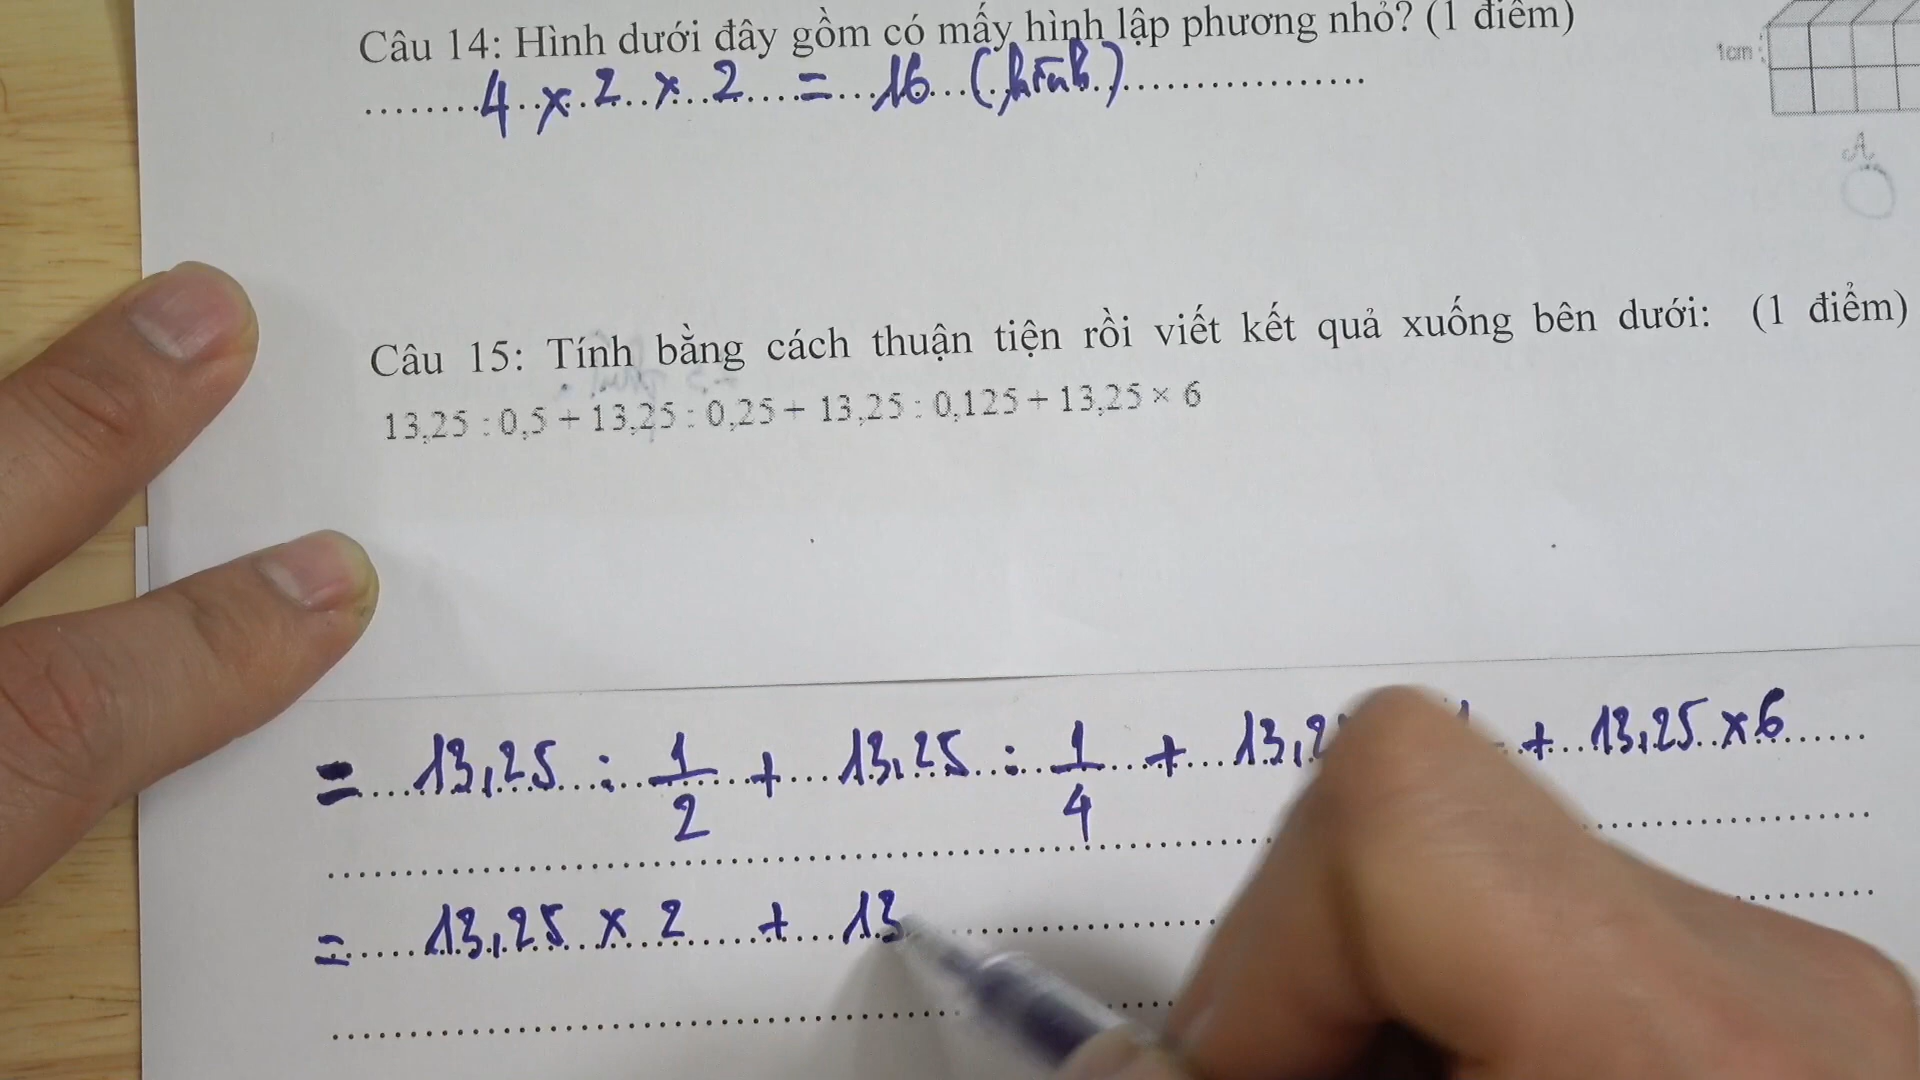 Câu 14: Hình dưới đây gồm có mấy hình lập phương nhỏ? (1 điểm)
4 x 2 x 2 = 16 (hình)
1cm
A
Câu 15: Tính bằng cách thuận tiện rồi viết kết quả xuống bên dưới: (1 điểm)
13,25 : 0,5 + 13,25 : 0,25 + 13,25 : 0,125 + 13,25 × 6
= 13,25 : 1/2 + 13,25 : 1/4 + 13,2 + 13,25 x 6
= 13,25 x 2 + 13